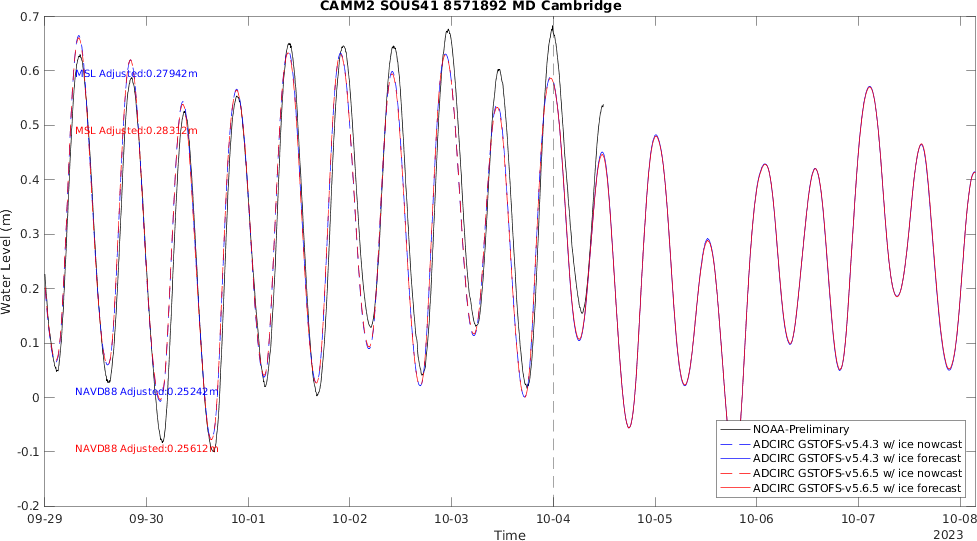 CAMM2 SOUS41 8571892 MD Cambridge
0.7
0.6
0.5
0.4
0.3
0.2
0.1
0
-0.1
-0.2
Water Level (m)
MSL Adjusted:0.27942m
MSL Adjusted:0.28312m
NAVD88 Adjusted:0.25242m
NAVD88 Adjusted:0.25612m
NOAA-Preliminary
ADCIRC GSTOFS-v5.4.3 w/ ice nowcast
ADCIRC GSTOFS-v5.4.3 w/ ice forecast
ADCIRC GSTOFS-v5.6.5 w/ ice nowcast
ADCIRC GSTOFS-v5.6.5 w/ ice forecast
09-29 09-30 10-01 10-02 10-03 10-04 10-05 10-06 10-07 10-08
Time
2023